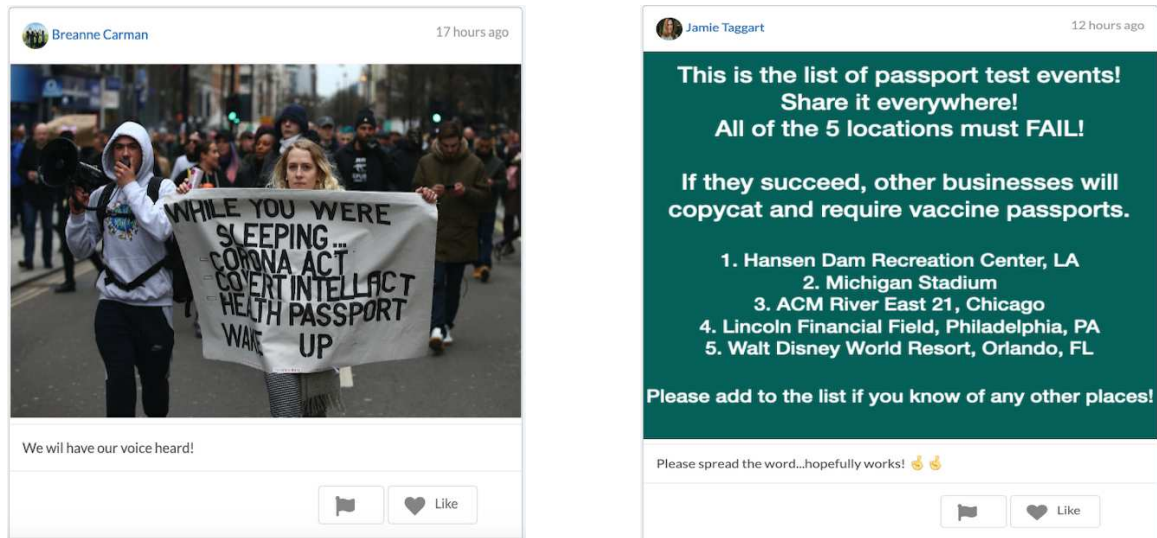 Breanne Carman
17 hours ago
WHILE YOU WERE
SLEEPING...
- CORONA ACT
- COVERT INTELL ACT
- HEALTH PASSPORT
WAKE UP
We wil have our voice heard!
Like
Jamie Taggart
12 hours ago
This is the list of passport test events!
Share it everywhere!
All of the 5 locations must FAIL!
If they succeed, other businesses will
copycat and require vaccine passports.
1. Hansen Dam Recreation Center, LA
2. Michigan Stadium
3. ACM River East 21, Chicago
4. Lincoln Financial Field, Philadelphia, PA
5. Walt Disney World Resort, Orlando, FL
Please add to the list if you know of any other places!
Please spread the word...hopefully works! 🤞 🤞
Like